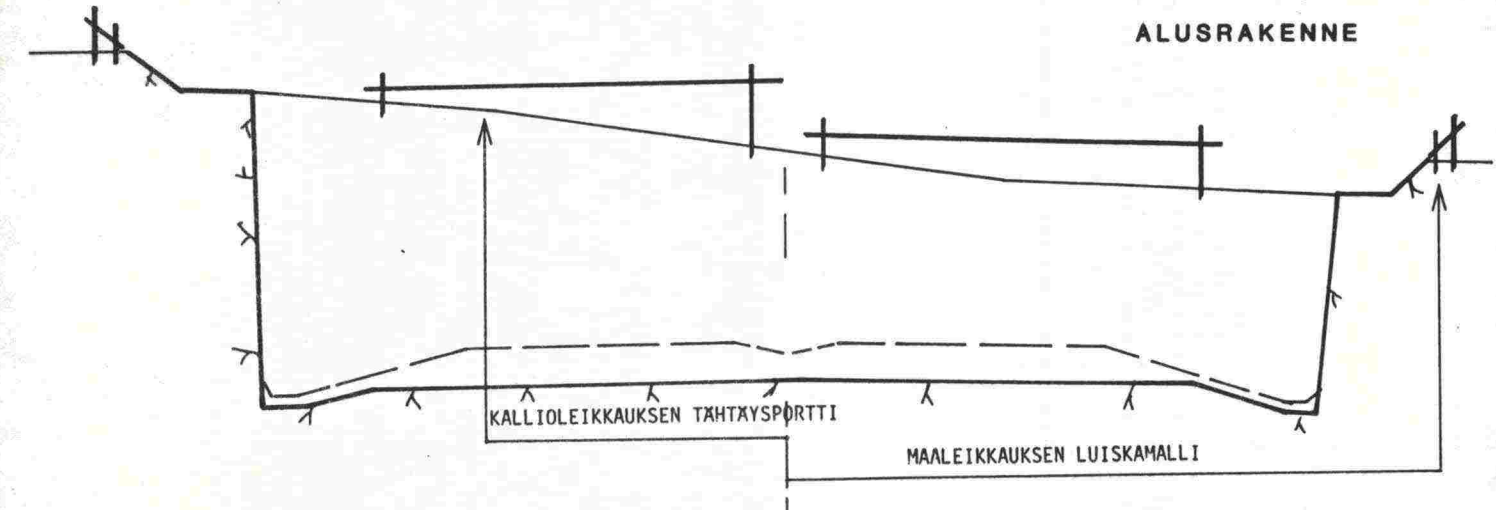 ALUSRAKENNE
KALLIOLEIKKAUKSEN TÄHTÄYSPORTTI
MAALEIKKAUKSEN LUISKAMALLI